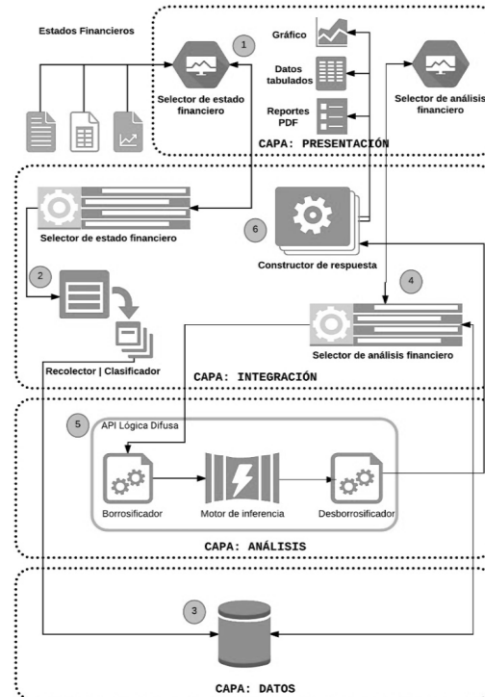 Estados Financieros
1
Selector de estado
financiero
Gráfico
Datos
tabulados
Reportes
PDF
Selector de análisis
financiero
CAPA: PRESENTACIÓN
Selector de estado financiero
6
Constructor de respuesta
2
Recolector | Clasificador
4
Selector de análisis financiero
CAPA: INTEGRACIÓN
5
API Lógica Difusa
Borrosificador
Motor de inferencia
Desborrosificador
CAPA: ANÁLISIS
3
CAPA: DATOS